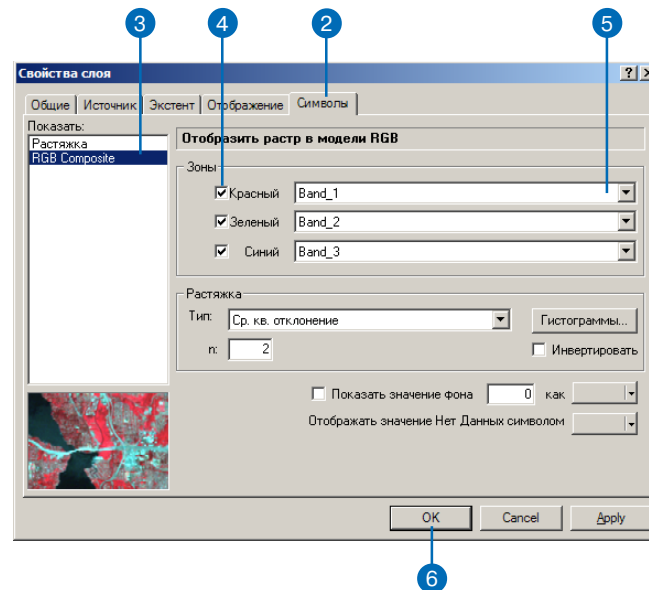 3 4 2 5
Свойства слоя
Общие Источник Экстент Отображение Символы
Показать:
Растяжка
RGB Composite
Отобразить растр в модели RGB
Зоны
Красный Band_1
Зеленый Band_2
Синий Band_3
Растяжка
Тип: Ср. кв. отклонение Гистограммы...
n: 2 Инвертировать
Показать значение фона 0 как
Отображать значение Нет Данных символом
OK Cancel Apply
6